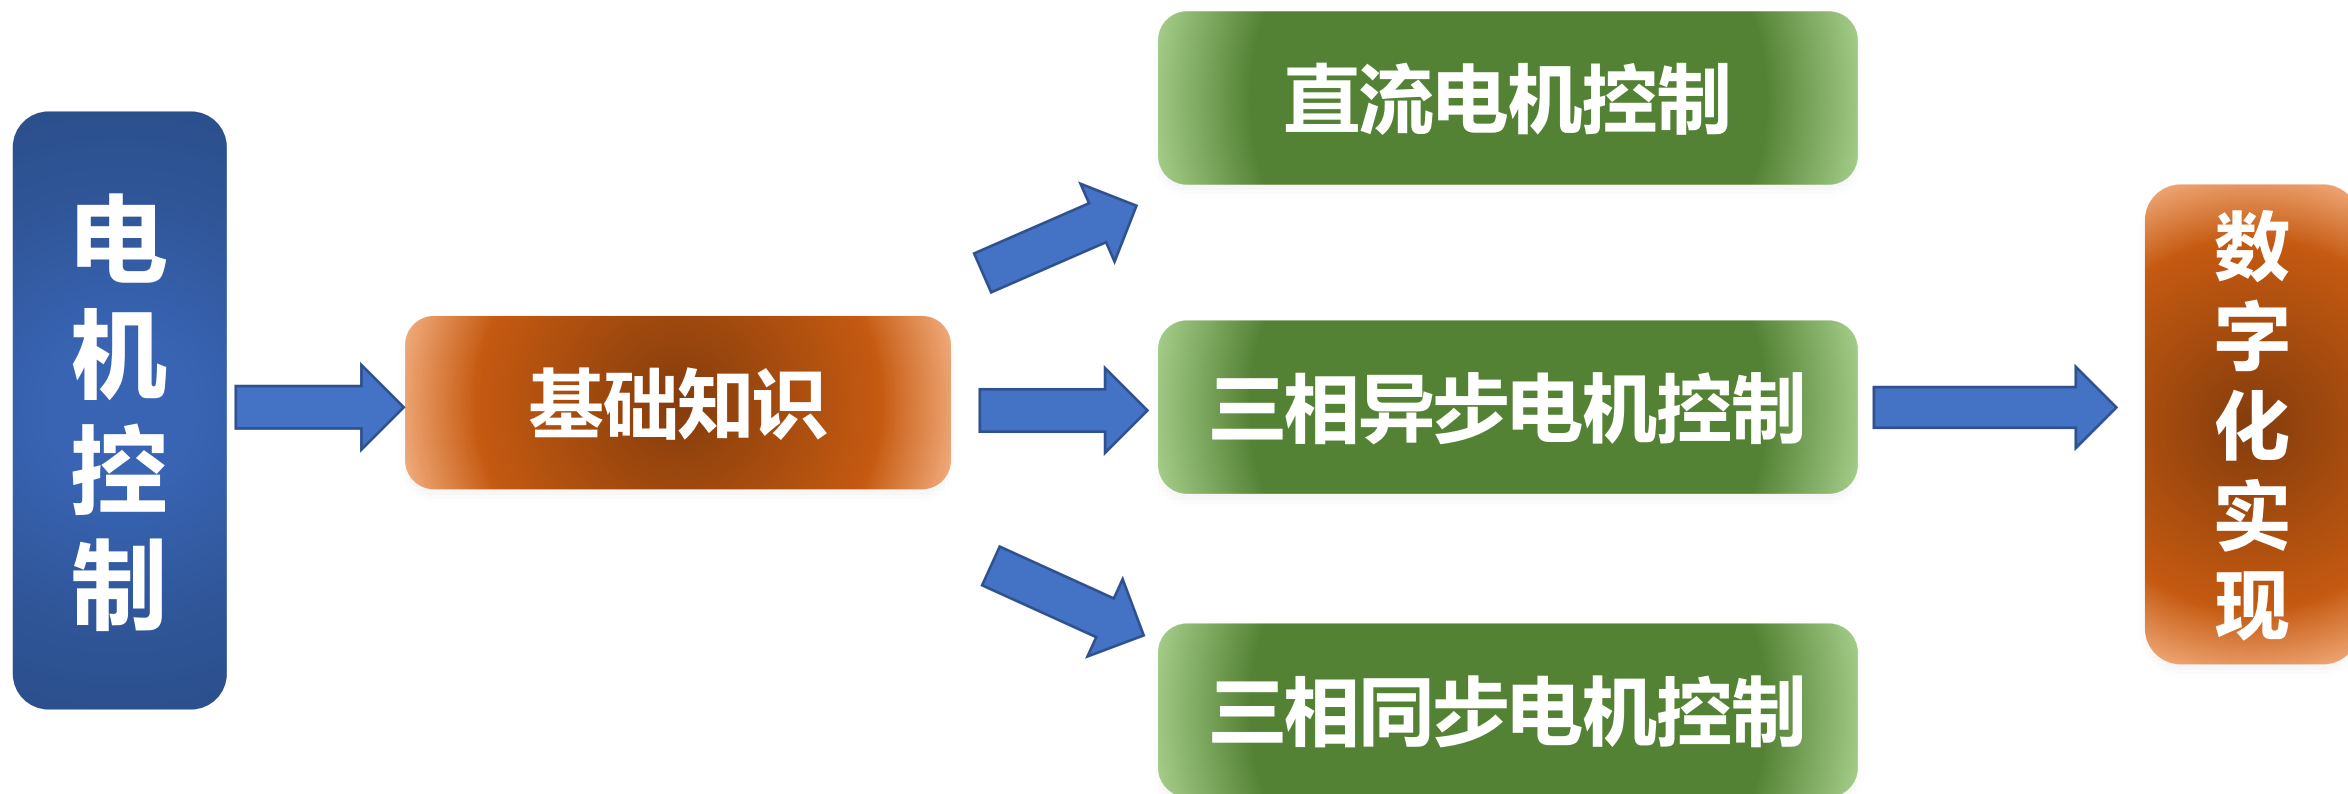 电机控制
基础知识
直流电机控制
三相异步电机控制
三相同步电机控制
数字化实现